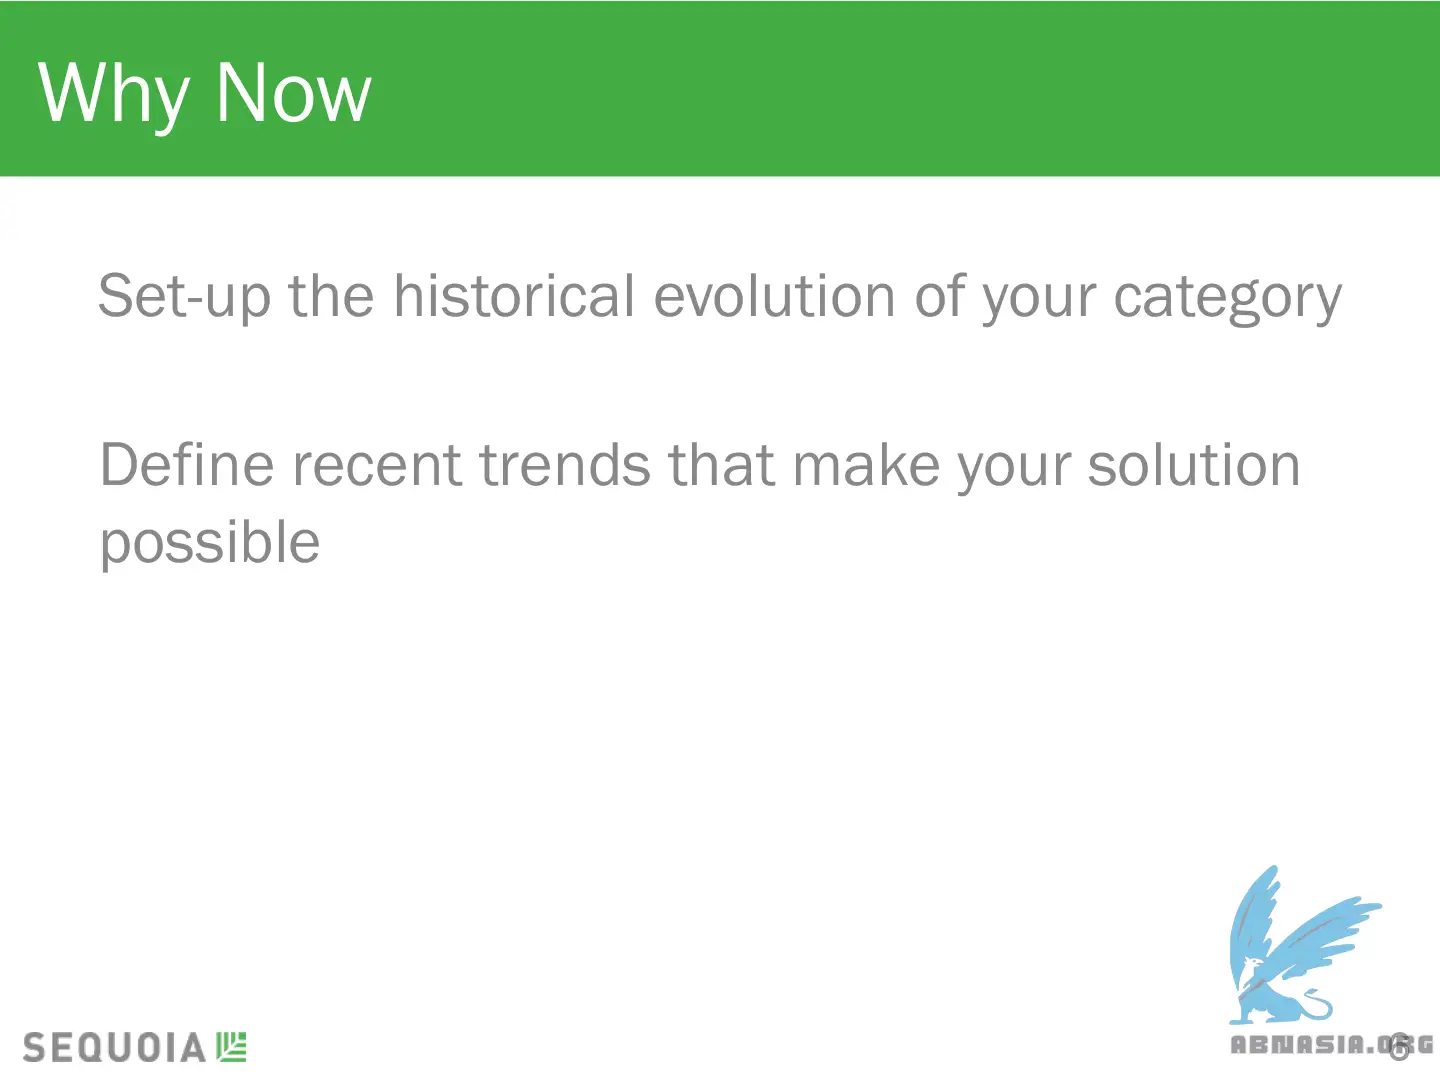 Why Now
Set-up the historical evolution of your category
Define recent trends that make your solution
possible
SEQUOIA
ABNASIA.ORG
6